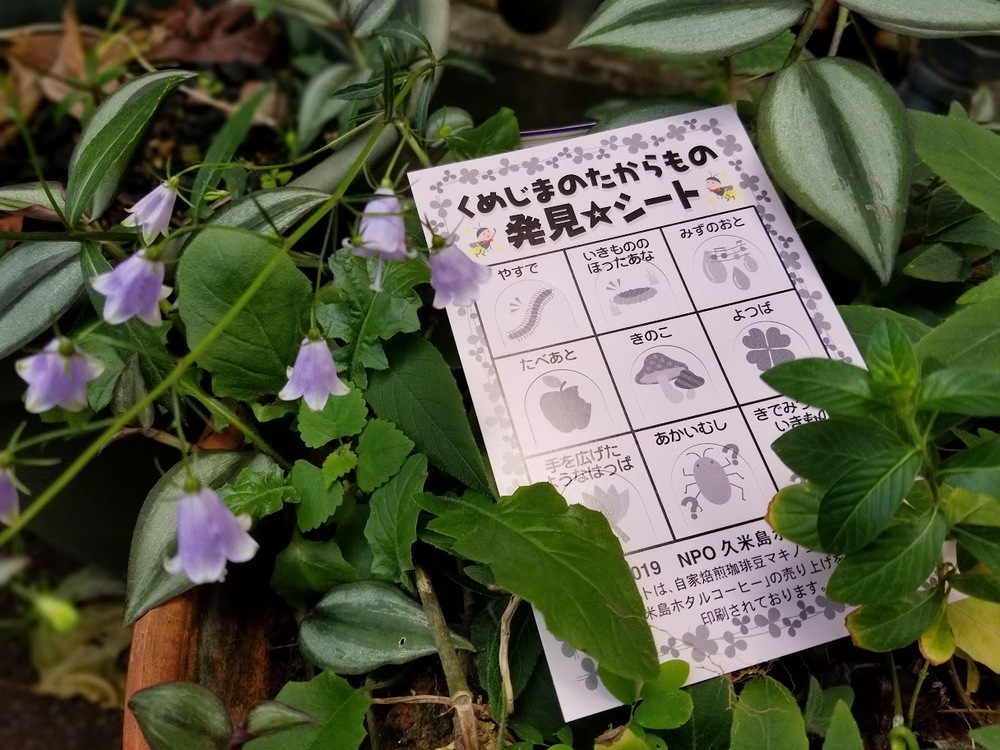 くめじまのたからもの
発見☆シート
やすで
いきものの
ほったあな
みずのおと
たべあと
きのこ
よつば
手を広げた
ようなはっぱ
あかいむし
?
?
きでみつ
いきもの
019 NPO 久米島ホ
トは、自家焙煎珈琲豆マキノ
米島ホタルコーヒー」の売り上げを
印刷されております。